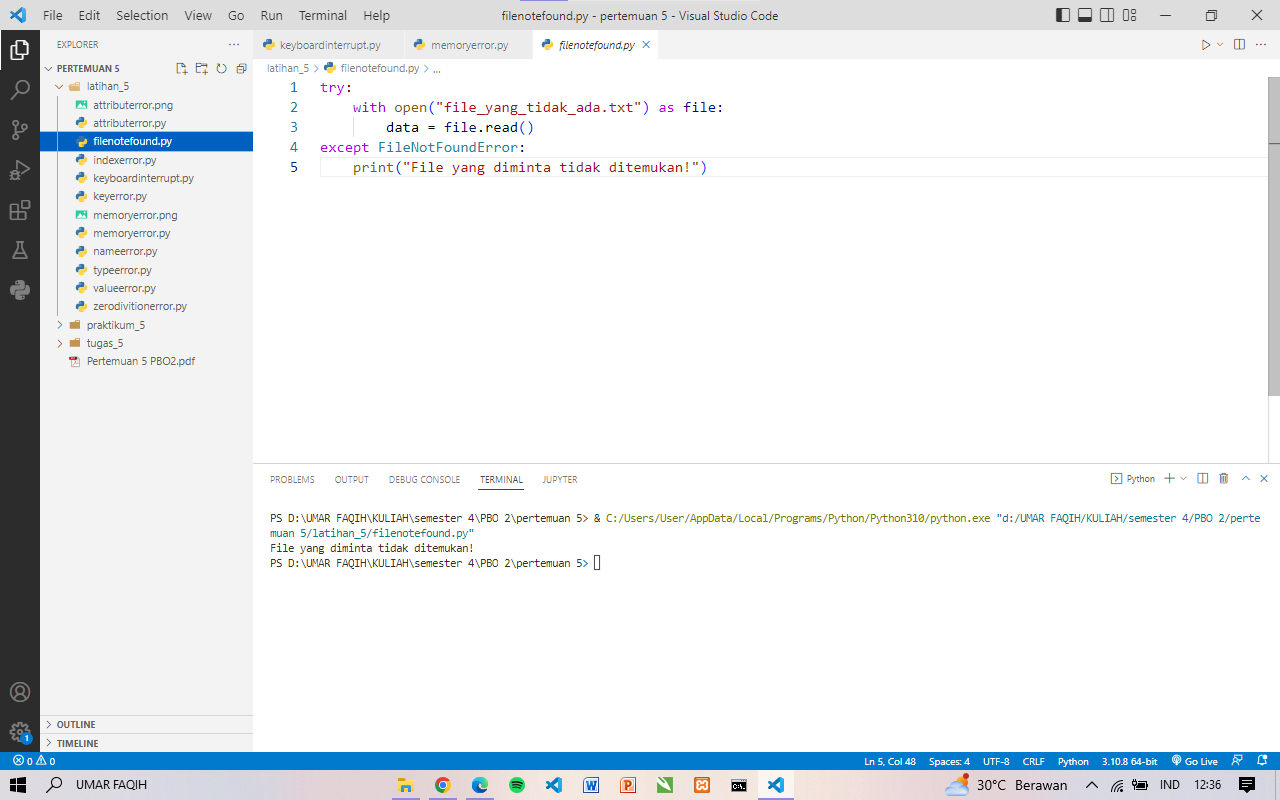 File Edit Selection View Go Run Terminal Help filenotefound.py - pertemuan 5 - Visual Studio Code
EXPLORER
PERTEMUAN 5
latihan_5
attributerror.png
attributerror.py
filenotefound.py
indexerror.py
keyboardinterrupt.py
keyerror.py
memoryerror.png
memoryerror.py
nameerror.py
typeerror.py
valueerror.py
zerodivitionerror.py
praktikum_5
tugas_5
Pertemuan 5 PBO2.pdf
OUTLINE
TIMELINE
keyboardinterrupt.py memoryerror.py filenotefound.py
latihan_5 > filenotefound.py > ...
1 try:
2 with open("file_yang_tidak_ada.txt") as file:
3 data = file.read()
4 except FileNotFoundError:
5 print("File yang diminta tidak ditemukan!")
PROBLEMS OUTPUT DEBUG CONSOLE TERMINAL JUPYTER Python
PS D:\UMAR FAQIH\KULIAH\semester 4\PBO 2\pertemuan 5> & C:/Users/User/AppData/Local/Programs/Python/Python310/python.exe "d:/UMAR FAQIH/KULIAH/semester 4/PBO 2/perte
muan 5/latihan_5/filenotefound.py"
File yang diminta tidak ditemukan!
PS D:\UMAR FAQIH\KULIAH\semester 4\PBO 2\pertemuan 5>
1
0 0 Ln 5, Col 48 Spaces: 4 UTF-8 CRLF Python 3.10.8 64-bit Go Live
UMAR FAQIH 30°C Berawan IND 12:36